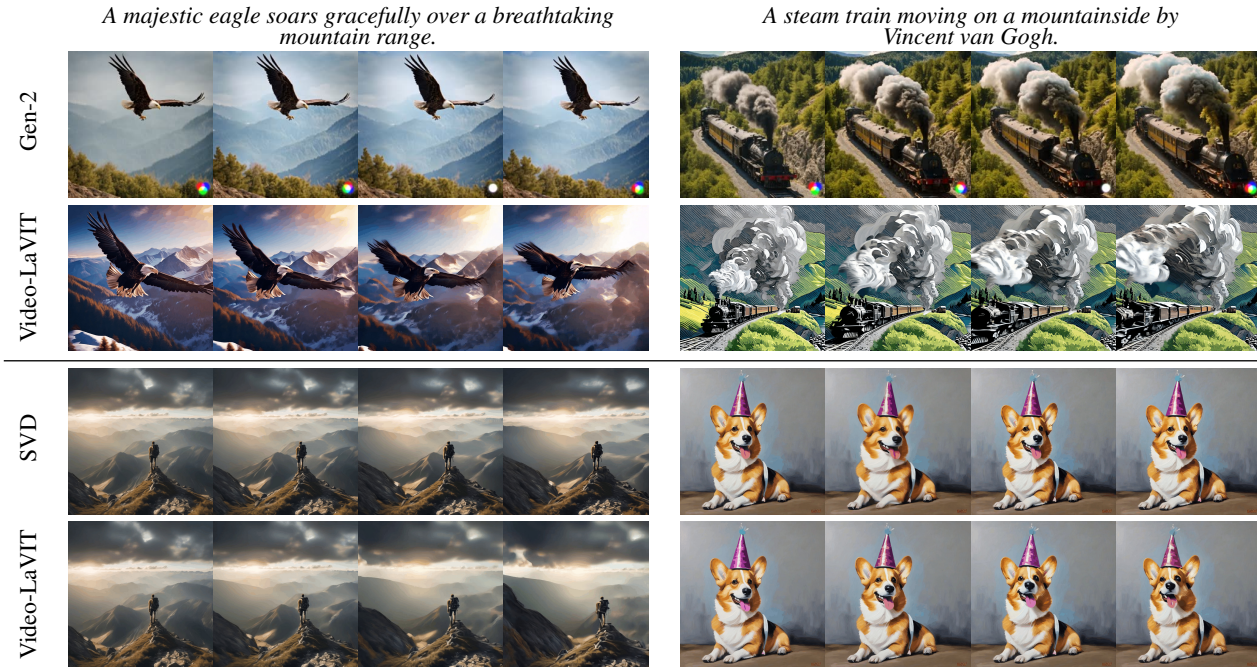 A majestic eagle soars gracefully over a breathtaking
mountain range.
A steam train moving on a mountainside by
Vincent van Gogh.
Gen-2
Video-LaVIT
SVD
Video-LaVIT